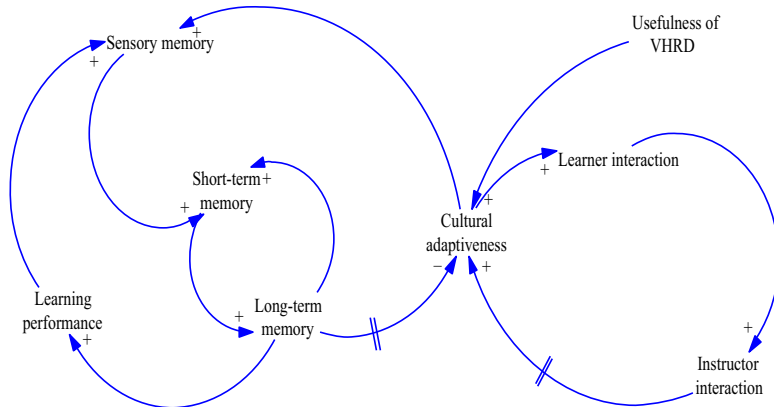 Usefulness of
VHRD
+
Sensory memory
+
Learner interaction
+
Short-term+
memory
+
+
Cultural
adaptiveness
−
+
Learning
performance
+
Long-term
memory
+
+
Instructor
interaction